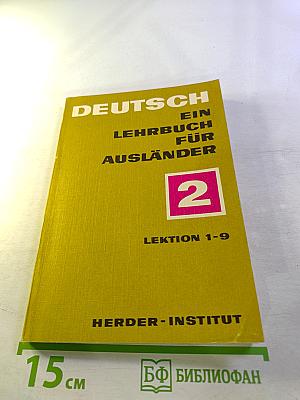 DEUTSCH
EIN
LEHRBUCH
FÜR
AUSLÄNDER
2
LEKTION 1-9
HERDER-INSTITUT
15 см
БФ БИБЛИОФАН